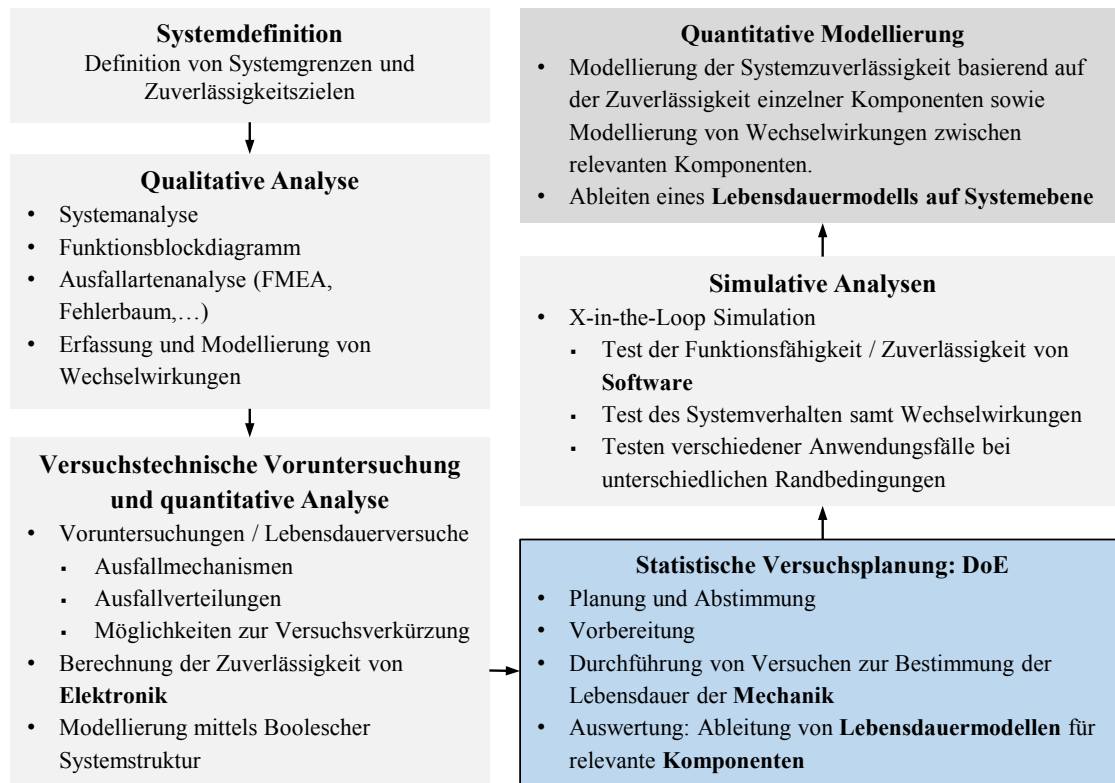 Systemdefinition
Definition von Systemgrenzen und
Zuverlässigkeitszielen
Qualitative Analyse
• Systemanalyse
• Funktionsblockdiagramm
• Ausfallartenanalyse (FMEA,
Fehlerbaum,…)
• Erfassung und Modellierung von
Wechselwirkungen
Versuchstechnische Voruntersuchung
und quantitative Analyse
• Voruntersuchungen / Lebensdauerversuche
▪ Ausfallmechanismen
▪ Ausfallverteilungen
▪ Möglichkeiten zur Versuchsverkürzung
• Berechnung der Zuverlässigkeit von
Elektronik
• Modellierung mittels Boolescher
Systemstruktur
Statistische Versuchsplanung: DoE
• Planung und Abstimmung
• Vorbereitung
• Durchführung von Versuchen zur Bestimmung der
Lebensdauer der Mechanik
• Auswertung: Ableitung von Lebensdauermodellen für
relevante Komponenten
Simulative Analysen
• X-in-the-Loop Simulation
▪ Test der Funktionsfähigkeit / Zuverlässigkeit von
Software
▪ Test des Systemverhalten samt Wechselwirkungen
▪ Testen verschiedener Anwendungsfälle bei
unterschiedlichen Randbedingungen
Quantitative Modellierung
• Modellierung der Systemzuverlässigkeit basierend auf
der Zuverlässigkeit einzelner Komponenten sowie
Modellierung von Wechselwirkungen zwischen
relevanten Komponenten.
• Ableiten eines Lebensdauermodells auf Systemebene